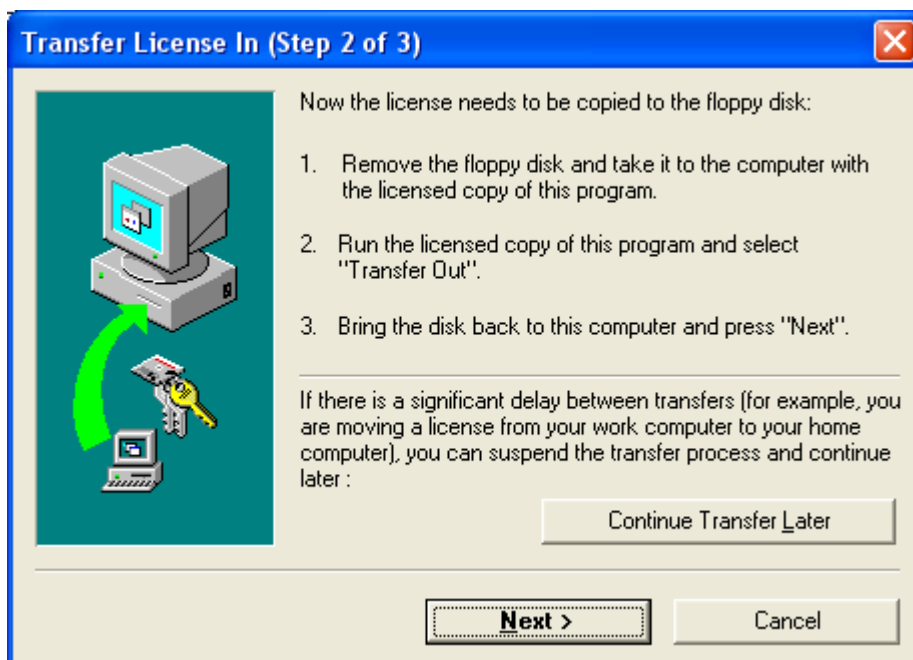 Transfer License In (Step 2 of 3)
Now the license needs to be copied to the floppy disk:
1. Remove the floppy disk and take it to the computer with
the licensed copy of this program.
2. Run the licensed copy of this program and select
"Transfer Out".
3. Bring the disk back to this computer and press "Next".
If there is a significant delay between transfers (for example, you
are moving a license from your work computer to your home
computer), you can suspend the transfer process and continue
later :
Continue Transfer Later
Next >
Cancel